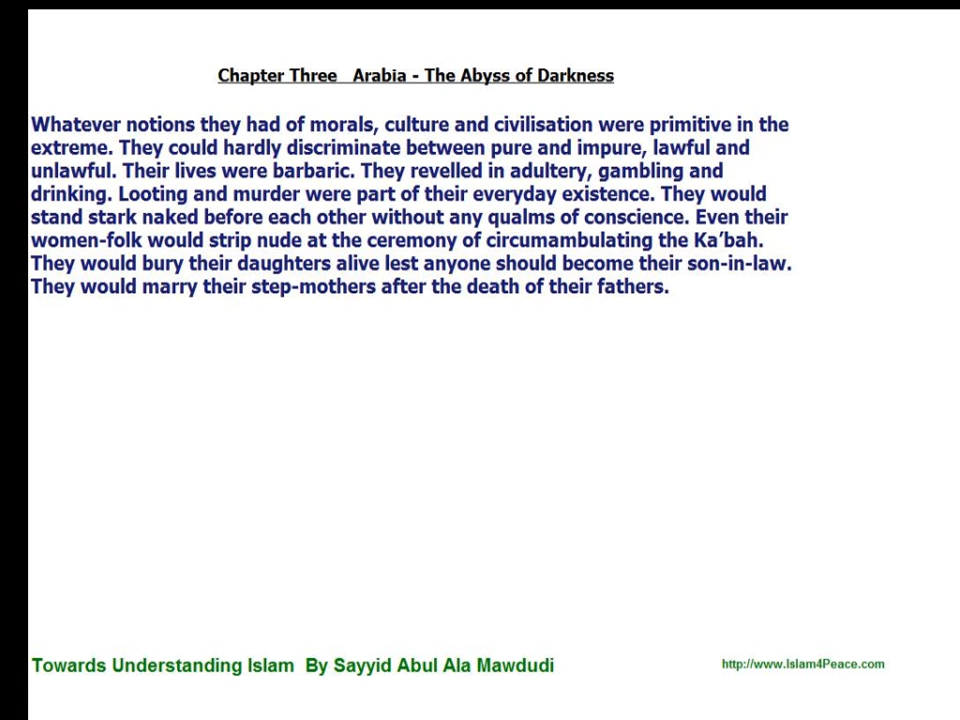 Chapter Three   Arabia - The Abyss of Darkness
Whatever notions they had of morals, culture and civilisation were primitive in the
extreme. They could hardly discriminate between pure and impure, lawful and
unlawful. Their lives were barbaric. They revelled in adultery, gambling and
drinking. Looting and murder were part of their everyday existence. They would
stand stark naked before each other without any qualms of conscience. Even their
women-folk would strip nude at the ceremony of circumambulating the Ka’bah.
They would bury their daughters alive lest anyone should become their son-in-law.
They would marry their step-mothers after the death of their fathers.
Towards Understanding Islam  By Sayyid Abul Ala Mawdudi
http://www.Islam4Peace.com